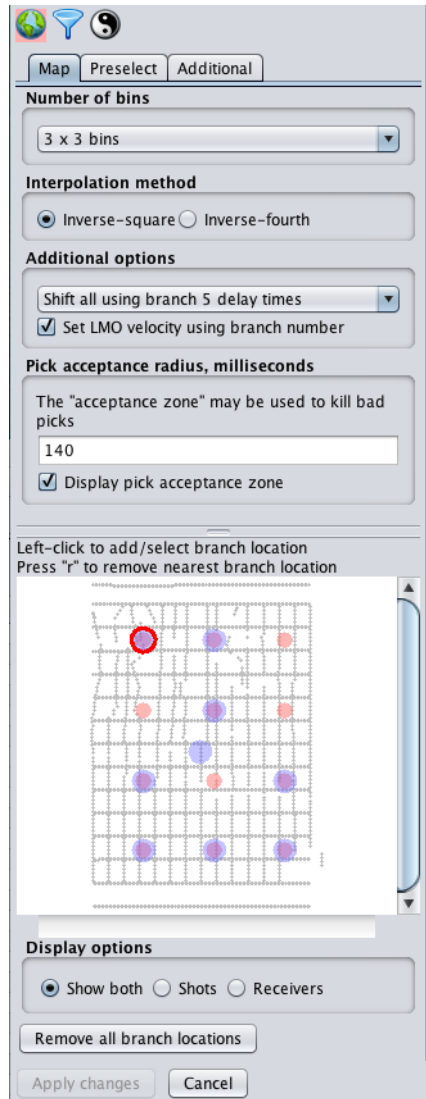 Map Preselect Additional
Number of bins
3 x 3 bins
Interpolation method
Inverse-square Inverse-fourth
Additional options
Shift all using branch 5 delay times
Set LMO velocity using branch number
Pick acceptance radius, milliseconds
The "acceptance zone" may be used to kill bad
picks
140
Display pick acceptance zone
Left-click to add/select branch location
Press "r" to remove nearest branch location
Display options
Show both Shots Receivers
Remove all branch locations
Apply changes Cancel